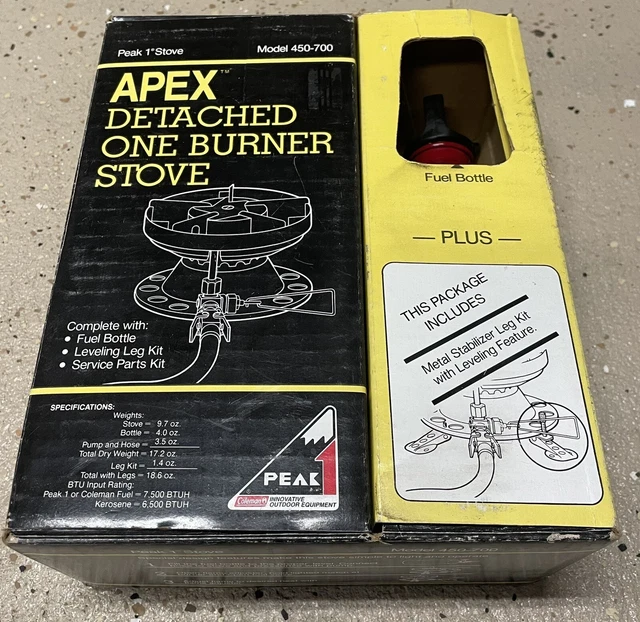 Peak 1® Stove Model 450-700
APEX™
DETACHED
ONE BURNER
STOVE
Complete with:
• Fuel Bottle
• Leveling Leg Kit
• Service Parts Kit
SPECIFICATIONS:
Weights:
Stove = 9.7 oz.
Bottle = 4.0 oz.
Pump and Hose = 3.5 oz.
Total Dry Weight = 17.2 oz.
Leg Kit = 1.4 oz.
Total with Legs = 18.6 oz.
BTU Input Rating:
Peak 1 or Coleman Fuel = 7,500 BTUH
Kerosene = 6,500 BTUH
PEAK 1
Coleman INNOVATIVE
OUTDOOR EQUIPMENT
Fuel Bottle
— PLUS —
THIS PACKAGE
INCLUDES
Metal Stabilizer Leg Kit
with Leveling Feature.
Model 450-700